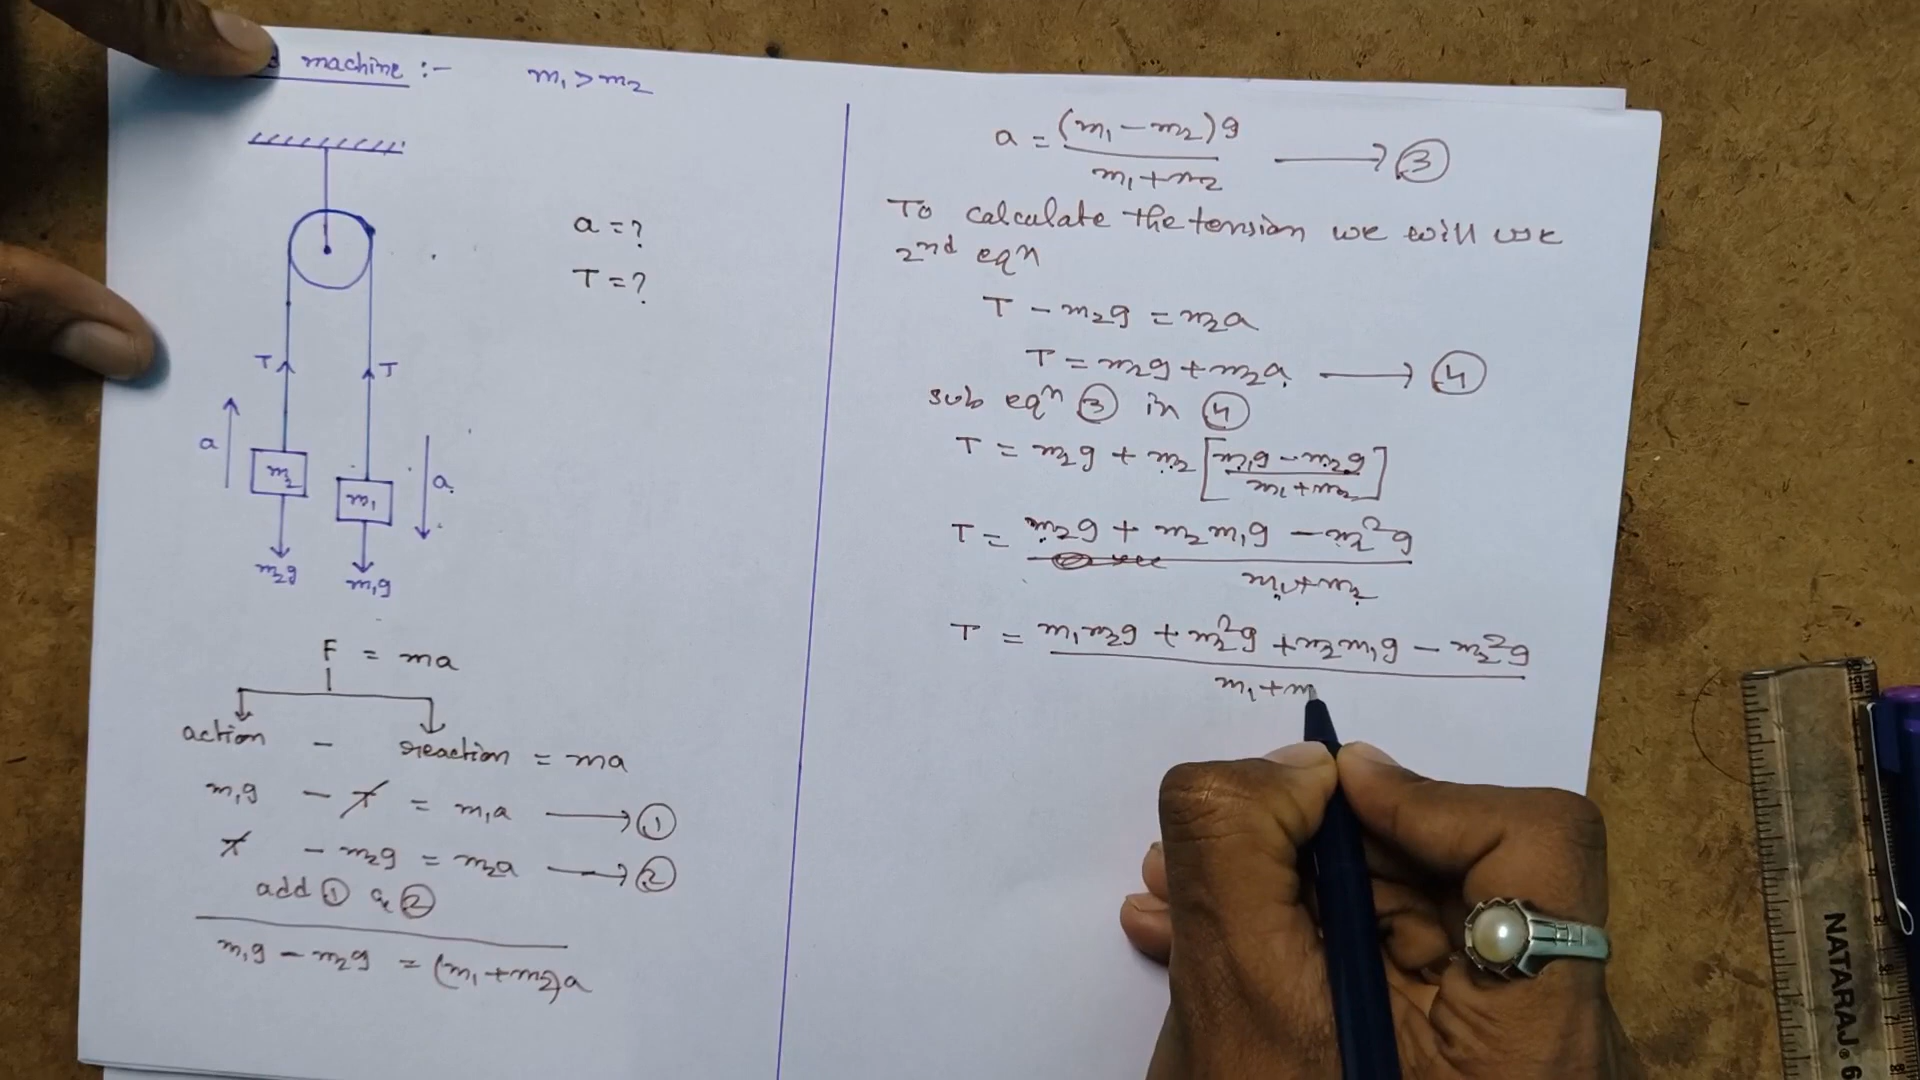 machine :- m₁ > m₂
a = ?
T = ?
T T
a a
m₂ m₁
m₂g m₁g
F = ma
action - reaction = ma
m₁g - T = m₁a → ①
T - m₂g = m₂a → ②
add ① & ②
m₁g - m₂g = (m₁+m₂)a
a = (m₁ - m₂)g / m₁+m₂ → ③
To calculate the tension we will use
2nd eqn
T - m₂g = m₂a
T = m₂g + m₂a → ④
sub eqn ③ in ④
T = m₂g + m₂ [m₁g - m₂g / m₁+m₂]
T = m₂g + m₂m₁g - m₂²g / m₁+m₂
T = m₁m₂g + m₂²g + m₂m₁g - m₂²g / m₁+m
NATARAJ® 6